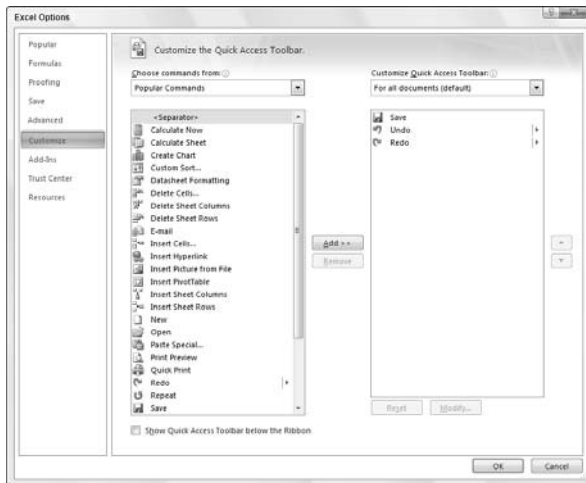 Excel Options
Popular
Formulas
Proofing
Save
Advanced
Customize
Add-Ins
Trust Center
Resources
Customize the Quick Access Toolbar.
Choose commands from:
Popular Commands
<Separator>
Calculate Now
Calculate Sheet
Create Chart
Custom Sort...
Datasheet Formatting
Delete Cells...
Delete Sheet Columns
Delete Sheet Rows
E-mail
Insert Cells...
Insert Hyperlink
Insert Picture from File
Insert PivotTable
Insert Sheet Columns
Insert Sheet Rows
New
Open
Paste Special...
Print Preview
Quick Print
Redo
Repeat
Save
Show Quick Access Toolbar below the Ribbon
Add >>
Remove
Customize Quick Access Toolbar:
For all documents (default)
Save
Undo
Redo
Reset
Modify...
OK
Cancel